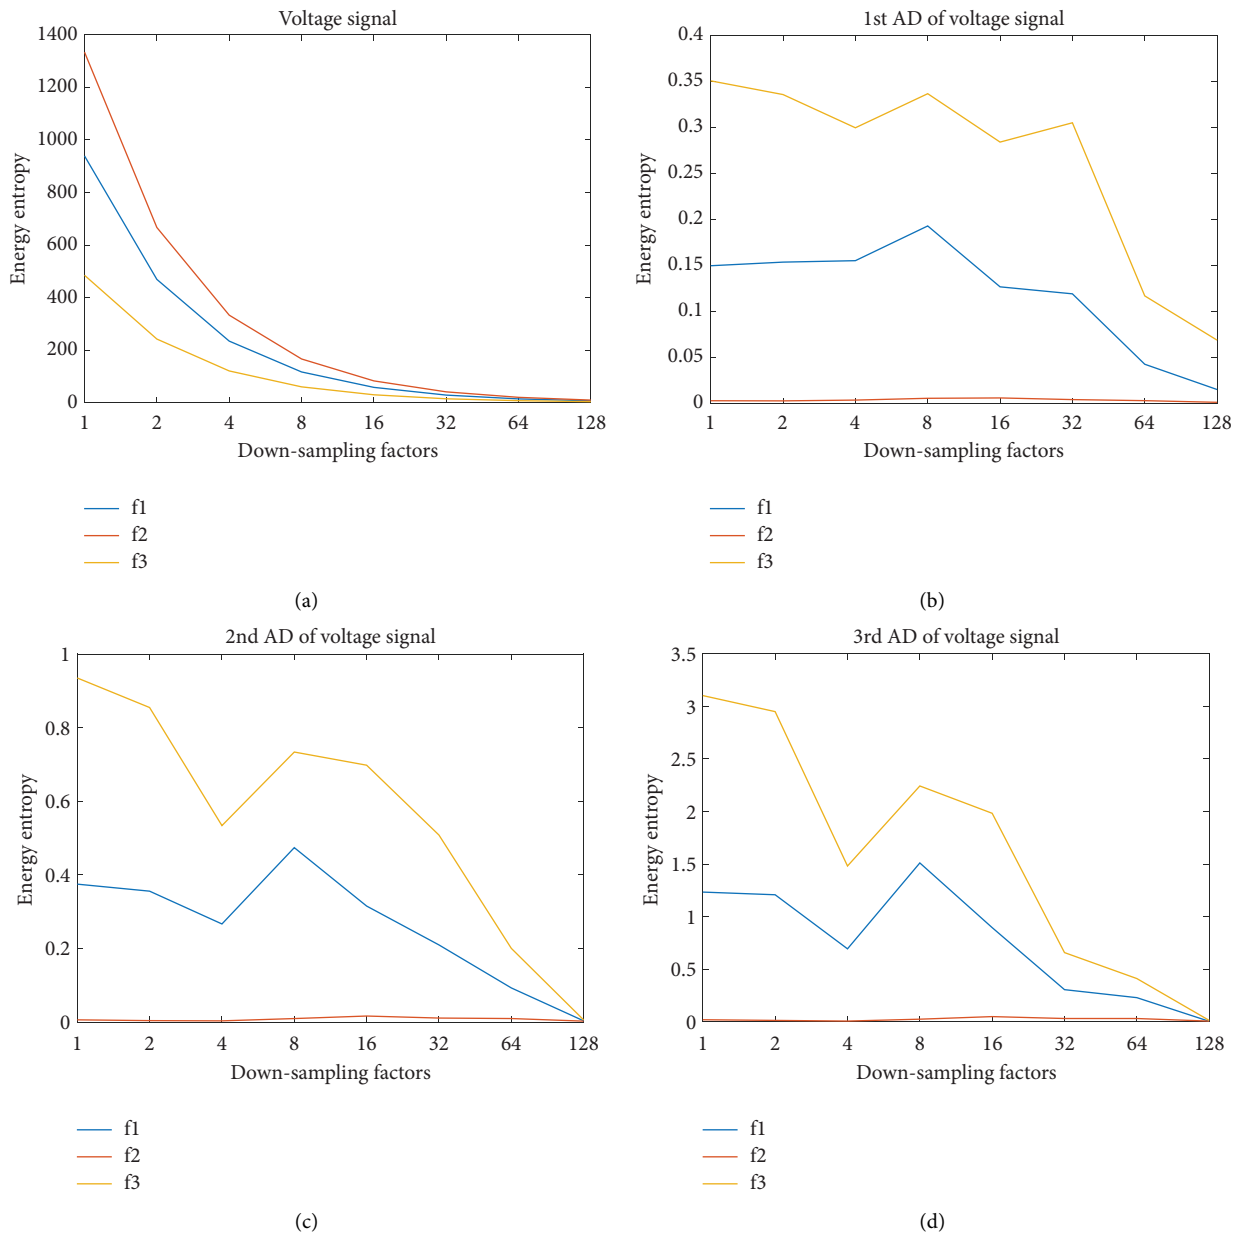 Voltage signal
1400
1200
1000
800
600
400
200
0
Energy entropy
1 2 4 8 16 32 64 128
Down-sampling factors
f1
f2
f3
(a)
1st AD of voltage signal
0.4
0.35
0.3
0.25
0.2
0.15
0.1
0.05
0
Energy entropy
1 2 4 8 16 32 64 128
Down-sampling factors
f1
f2
f3
(b)
2nd AD of voltage signal
1
0.8
0.6
0.4
0.2
0
Energy entropy
1 2 4 8 16 32 64 128
Down-sampling factors
f1
f2
f3
(c)
3rd AD of voltage signal
3.5
3
2.5
2
1.5
1
0.5
0
Energy entropy
1 2 4 8 16 32 64 128
Down-sampling factors
f1
f2
f3
(d)